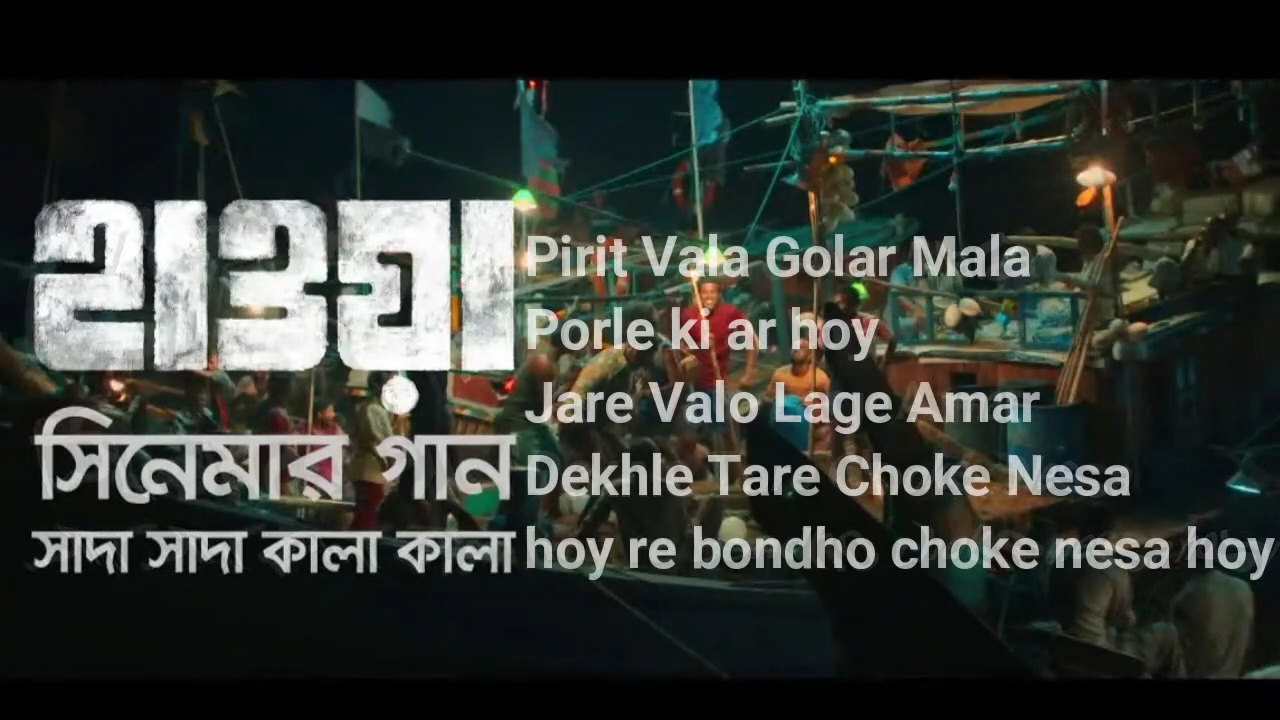 হাওয়া
সিনেমার গান
সাদা সাদা কালা কালা
Pirit Vala Golar Mala
Porle ki ar hoy
Jare Valo Lage Amar
Dekhle Tare Choke Nesa
hoy re bondho choke nesa hoy